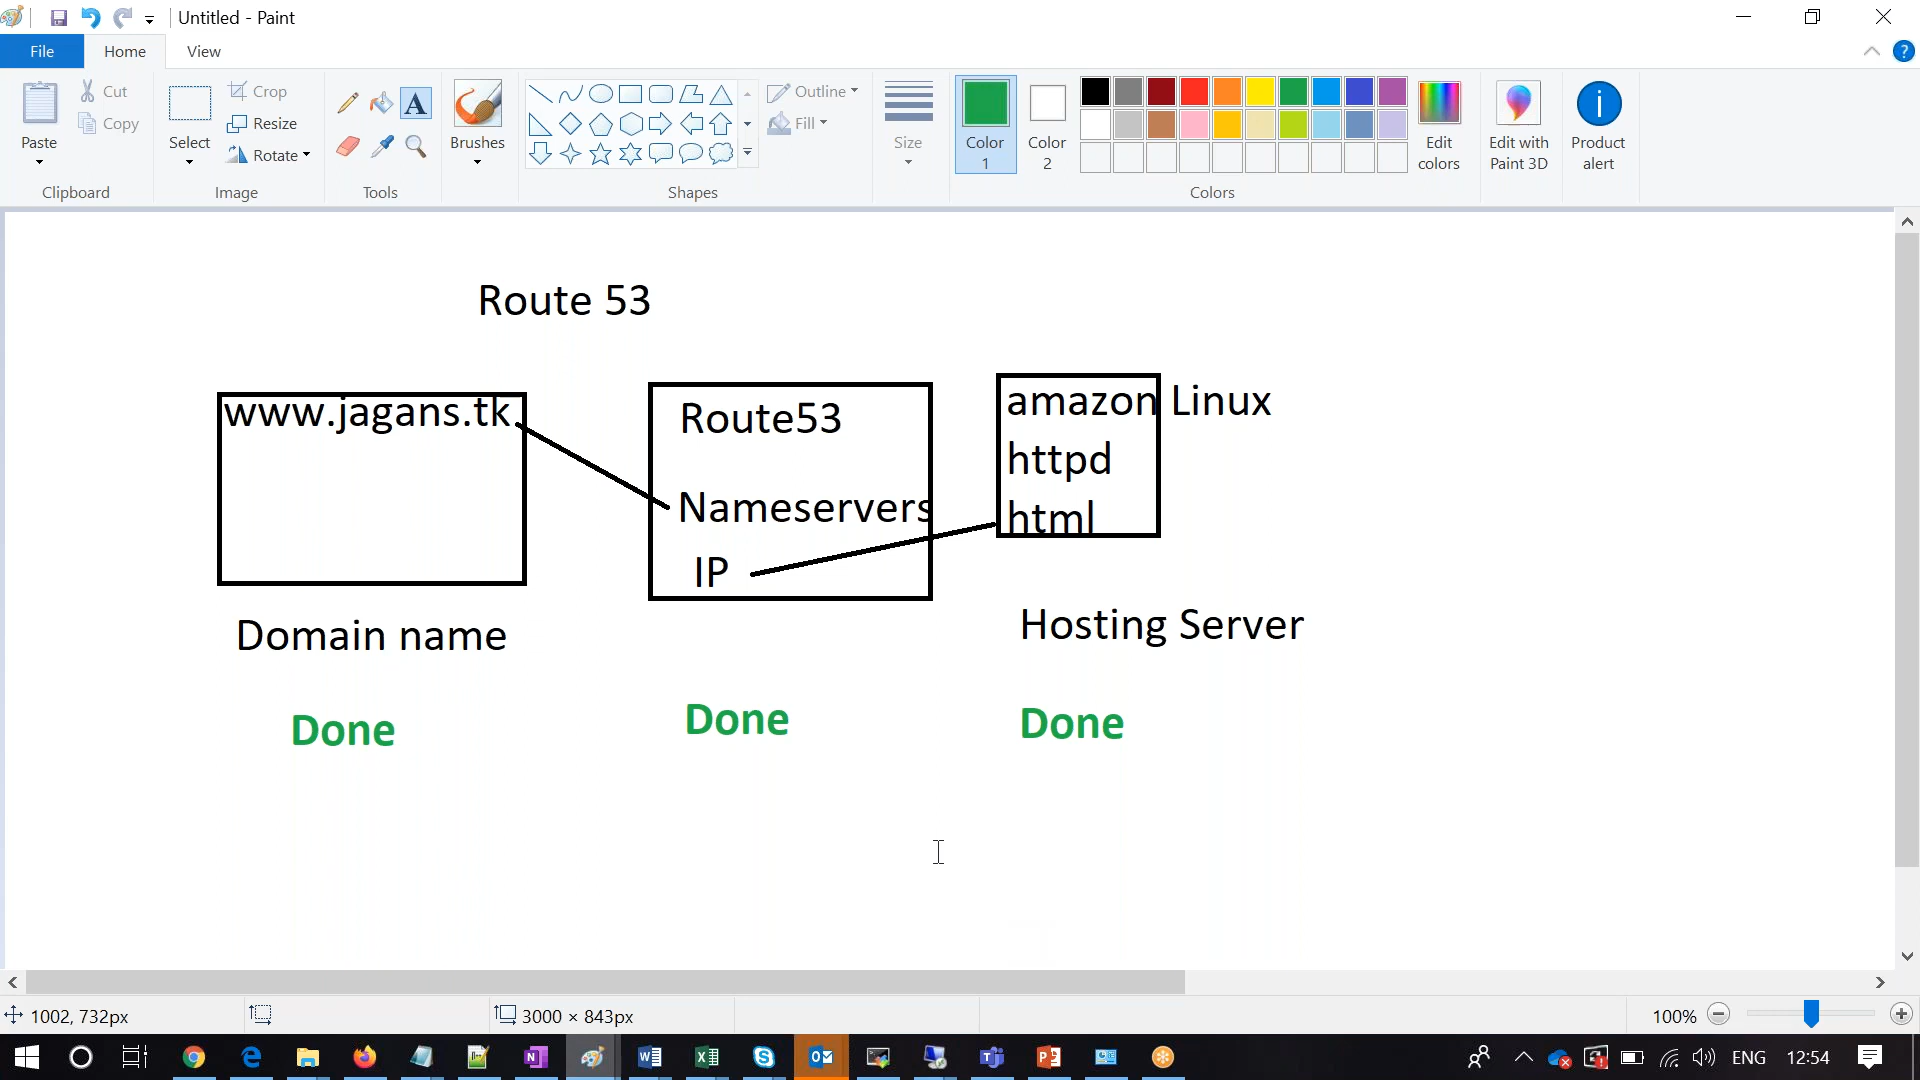 Untitled - Paint
File
Home
View
Paste
Cut
Copy
Clipboard
Select
Crop
Resize
Rotate
Image
A
Tools
Brushes
Shapes
Outline
Fill
Size
Color
1
Color
2
Edit
colors
Edit with
Paint 3D
Product
alert
Colors
Route 53
www.jagans.tk
Route53
Nameservers
IP
amazon Linux
httpd
html
Domain name
Hosting Server
Done
Done
Done
1002, 732px
3000 × 843px
100%
ENG
12:54